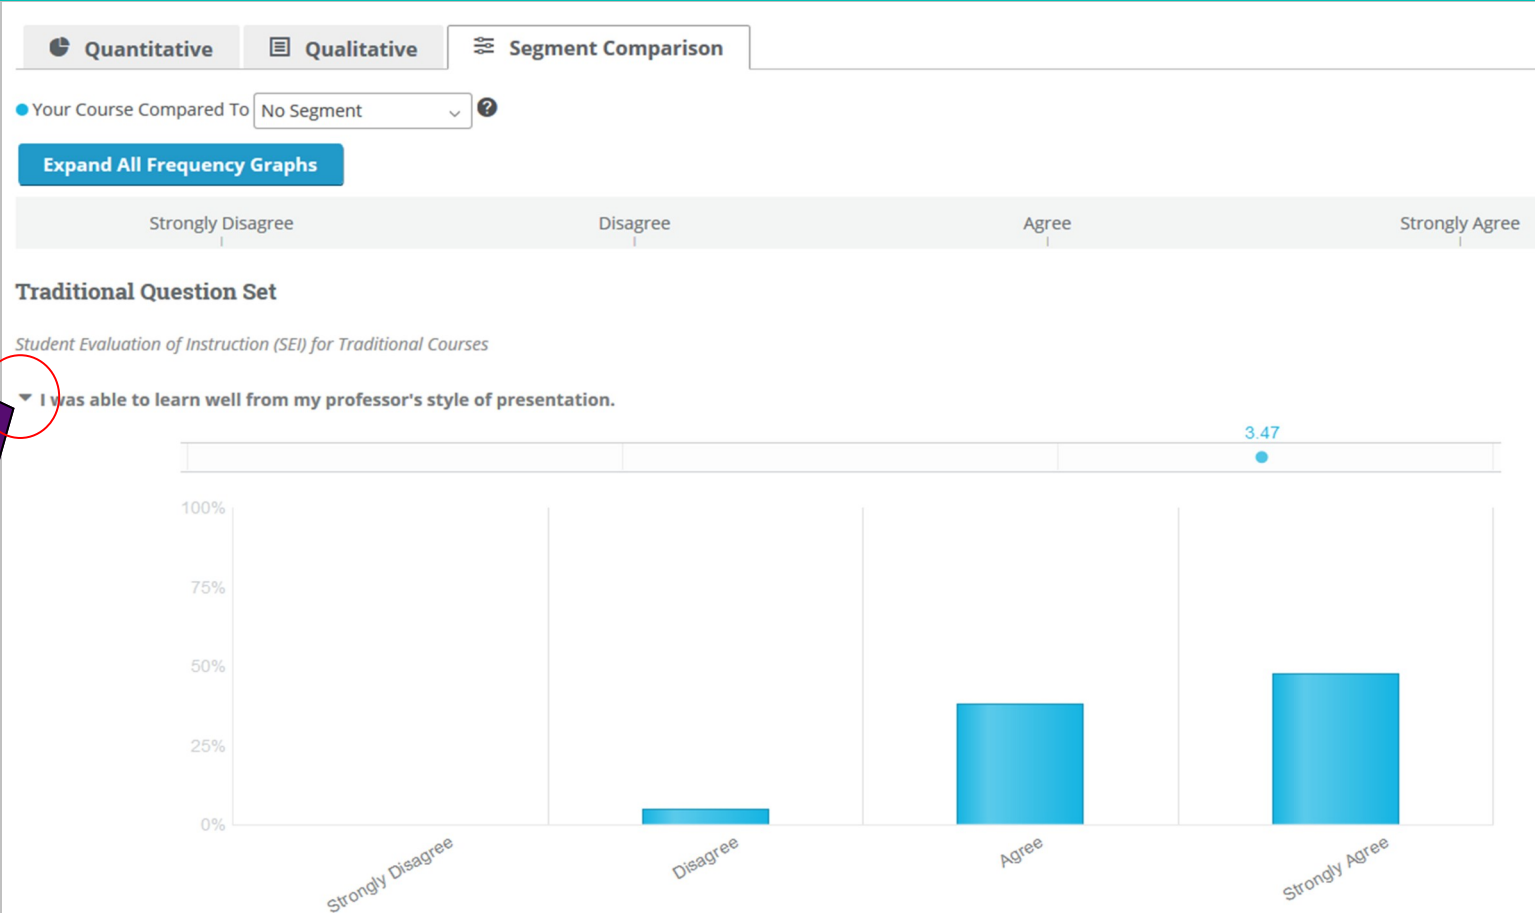 Quantitative Qualitative Segment Comparison
Your Course Compared To No Segment ?
Expand All Frequency Graphs
Strongly Disagree Disagree Agree Strongly Agree
Traditional Question Set
Student Evaluation of Instruction (SEI) for Traditional Courses
I was able to learn well from my professor's style of presentation.
3.47
100%
75%
50%
25%
0%
Strongly Disagree Disagree Agree Strongly Agree